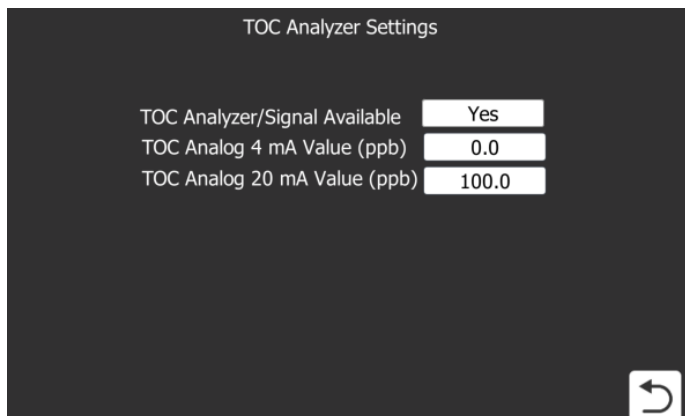 TOC Analyzer Settings
TOC Analyzer/Signal Available Yes
TOC Analog 4 mA Value (ppb) 0.0
TOC Analog 20 mA Value (ppb) 100.0